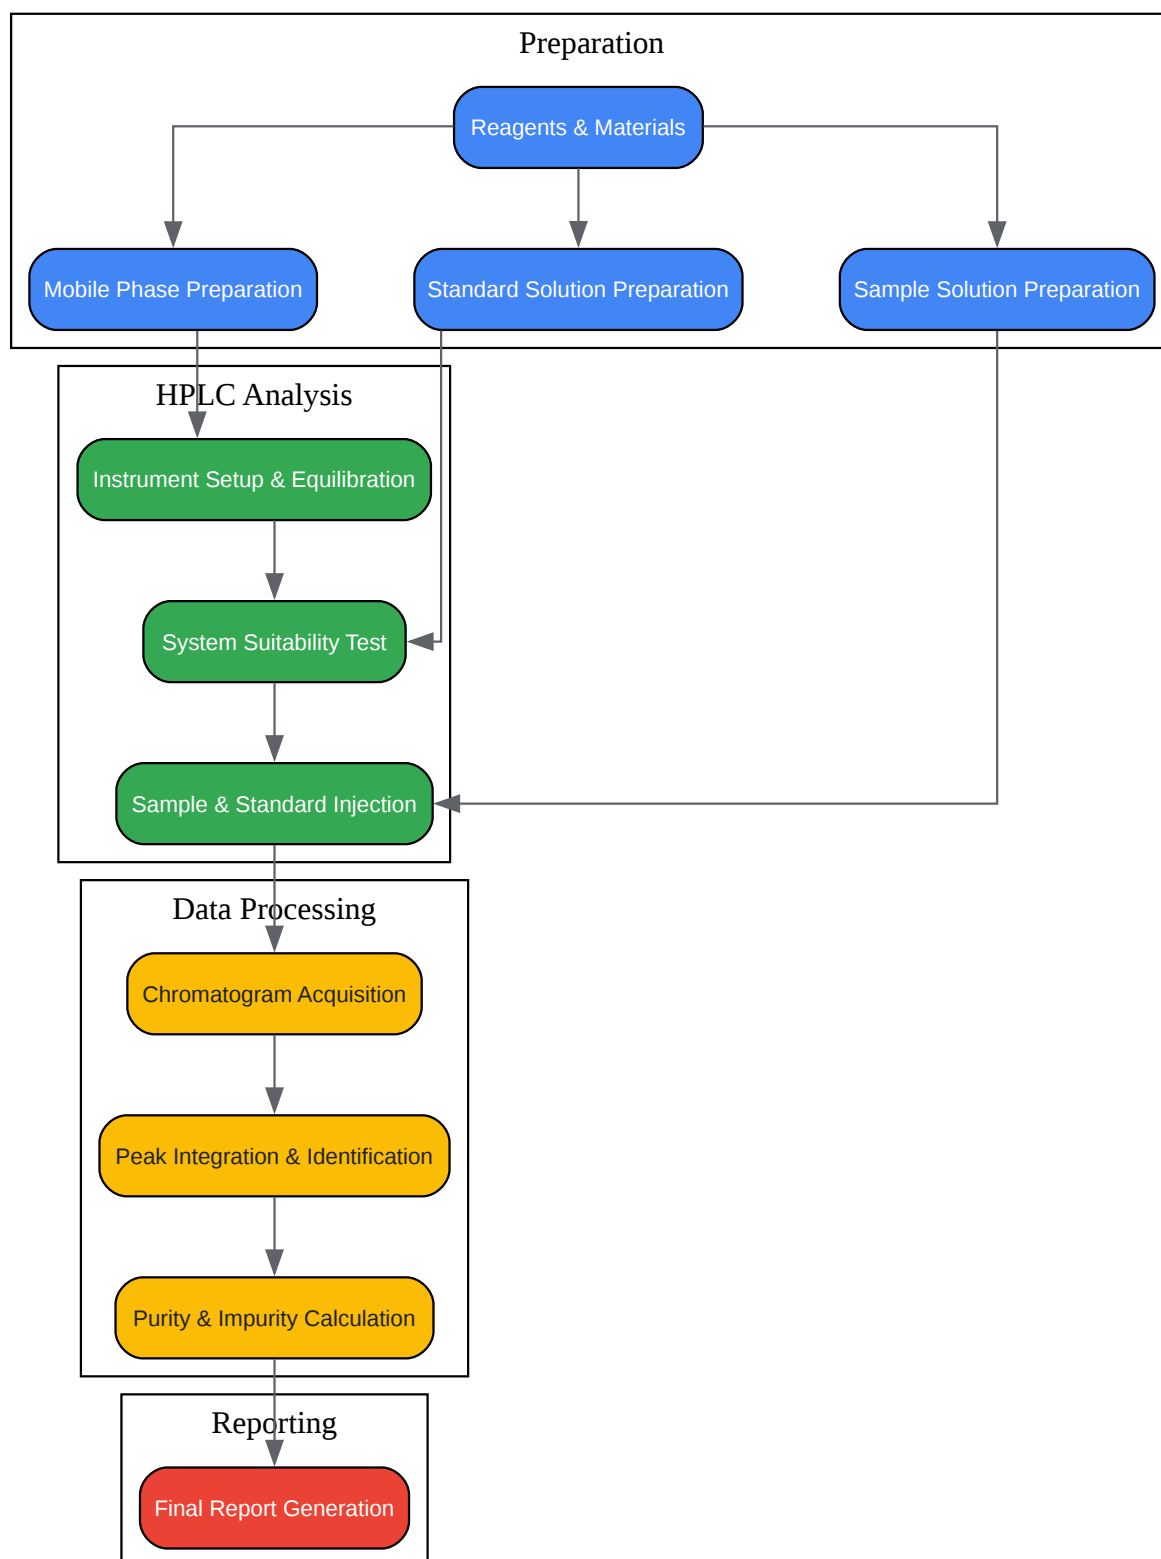 Preparation
Reagents & Materials
Mobile Phase Preparation
Standard Solution Preparation
Sample Solution Preparation
HPLC Analysis
Instrument Setup & Equilibration
System Suitability Test
Sample & Standard Injection
Data Processing
Chromatogram Acquisition
Peak Integration & Identification
Purity & Impurity Calculation
Reporting
Final Report Generation